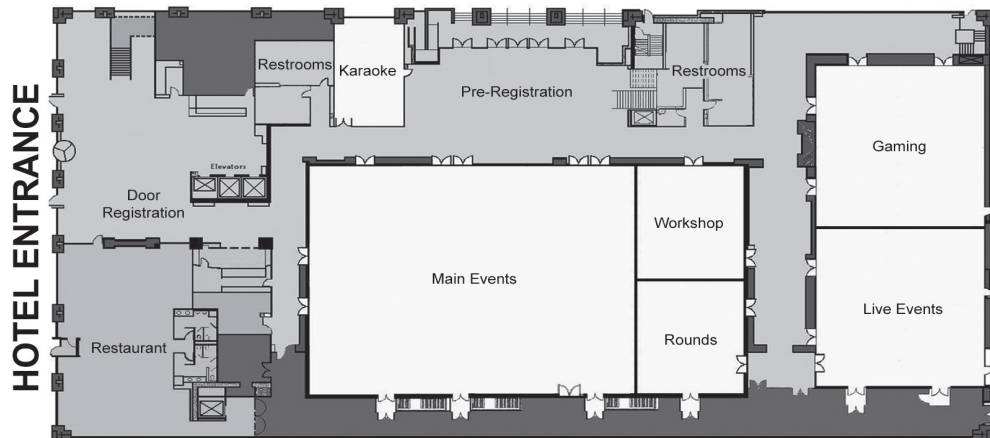 HOTEL ENTRANCE
Restrooms
Karaoke
Pre-Registration
Restrooms
Gaming
Elevators
Door
Registration
Workshop
Main Events
Live Events
Restaurant
Rounds